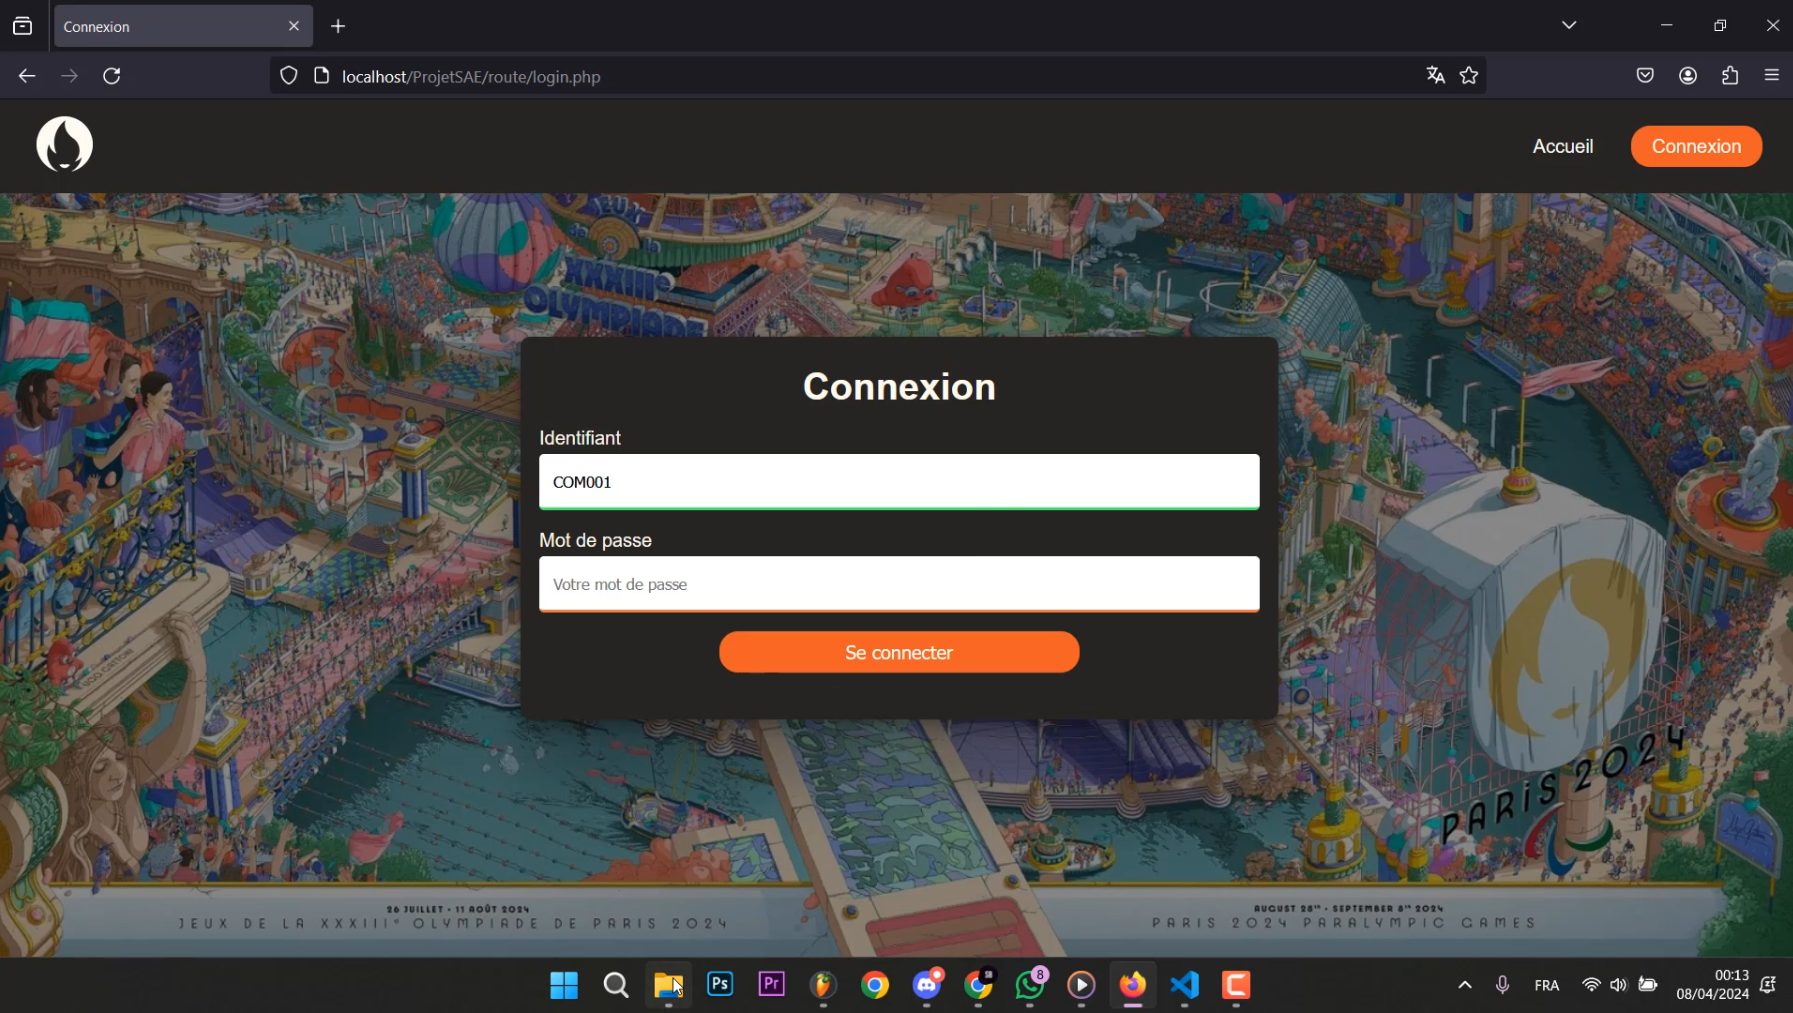 Connexion
localhost/ProjetSAE/route/login.php
Accueil
Connexion
XXXIII
OLYMPIADE
Connexion
Identifiant
COM001
Mot de passe
Votre mot de passe
Se connecter
PARIS 2024
26 JUILLET - 11 AOÛT 2024
JEUX DE LA XXXIIIᵉ OLYMPIADE DE PARIS 2024
AUGUST 28TH - SEPTEMBER 8TH 2024
PARIS 2024 PARALYMPIC GAMES
Ps
Pr
8
FRA
00:13
08/04/2024